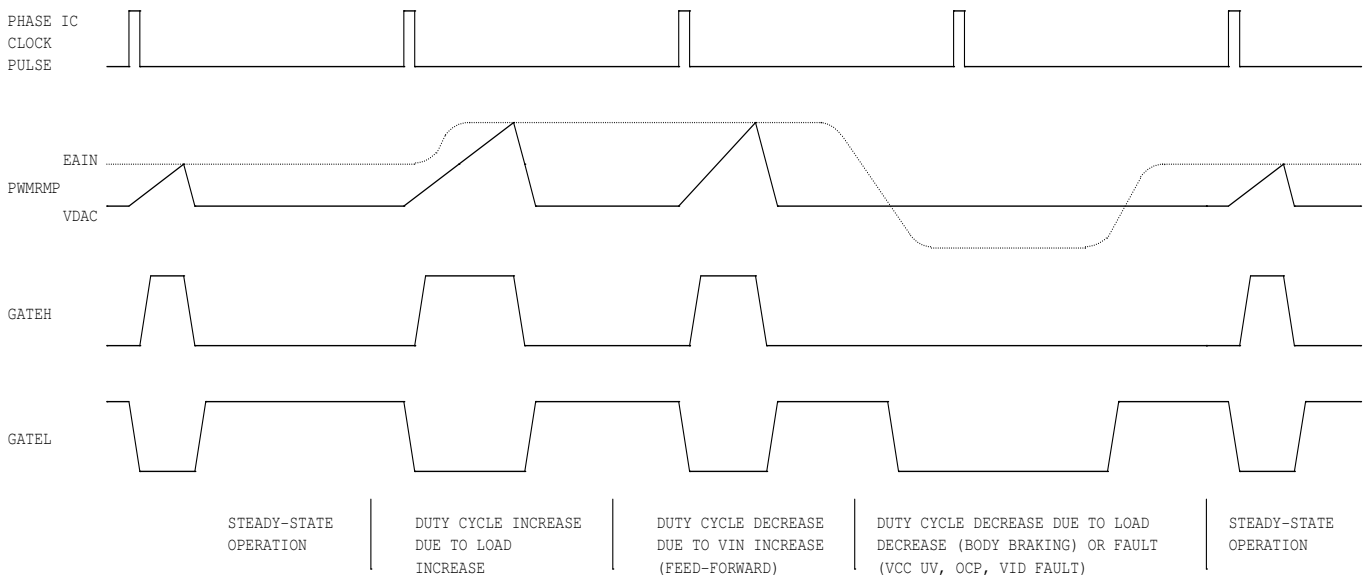 PHASE IC
CLOCK
PULSE
EAIN
PWMRMP
VDAC
GATEH
GATEL
STEADY-STATE
OPERATION
DUTY CYCLE INCREASE
DUE TO LOAD
INCREASE
DUTY CYCLE DECREASE
DUE TO VIN INCREASE
(FEED-FORWARD)
DUTY CYCLE DECREASE DUE TO LOAD
DECREASE (BODY BRAKING) OR FAULT
(VCC UV, OCP, VID FAULT)
STEADY-STATE
OPERATION